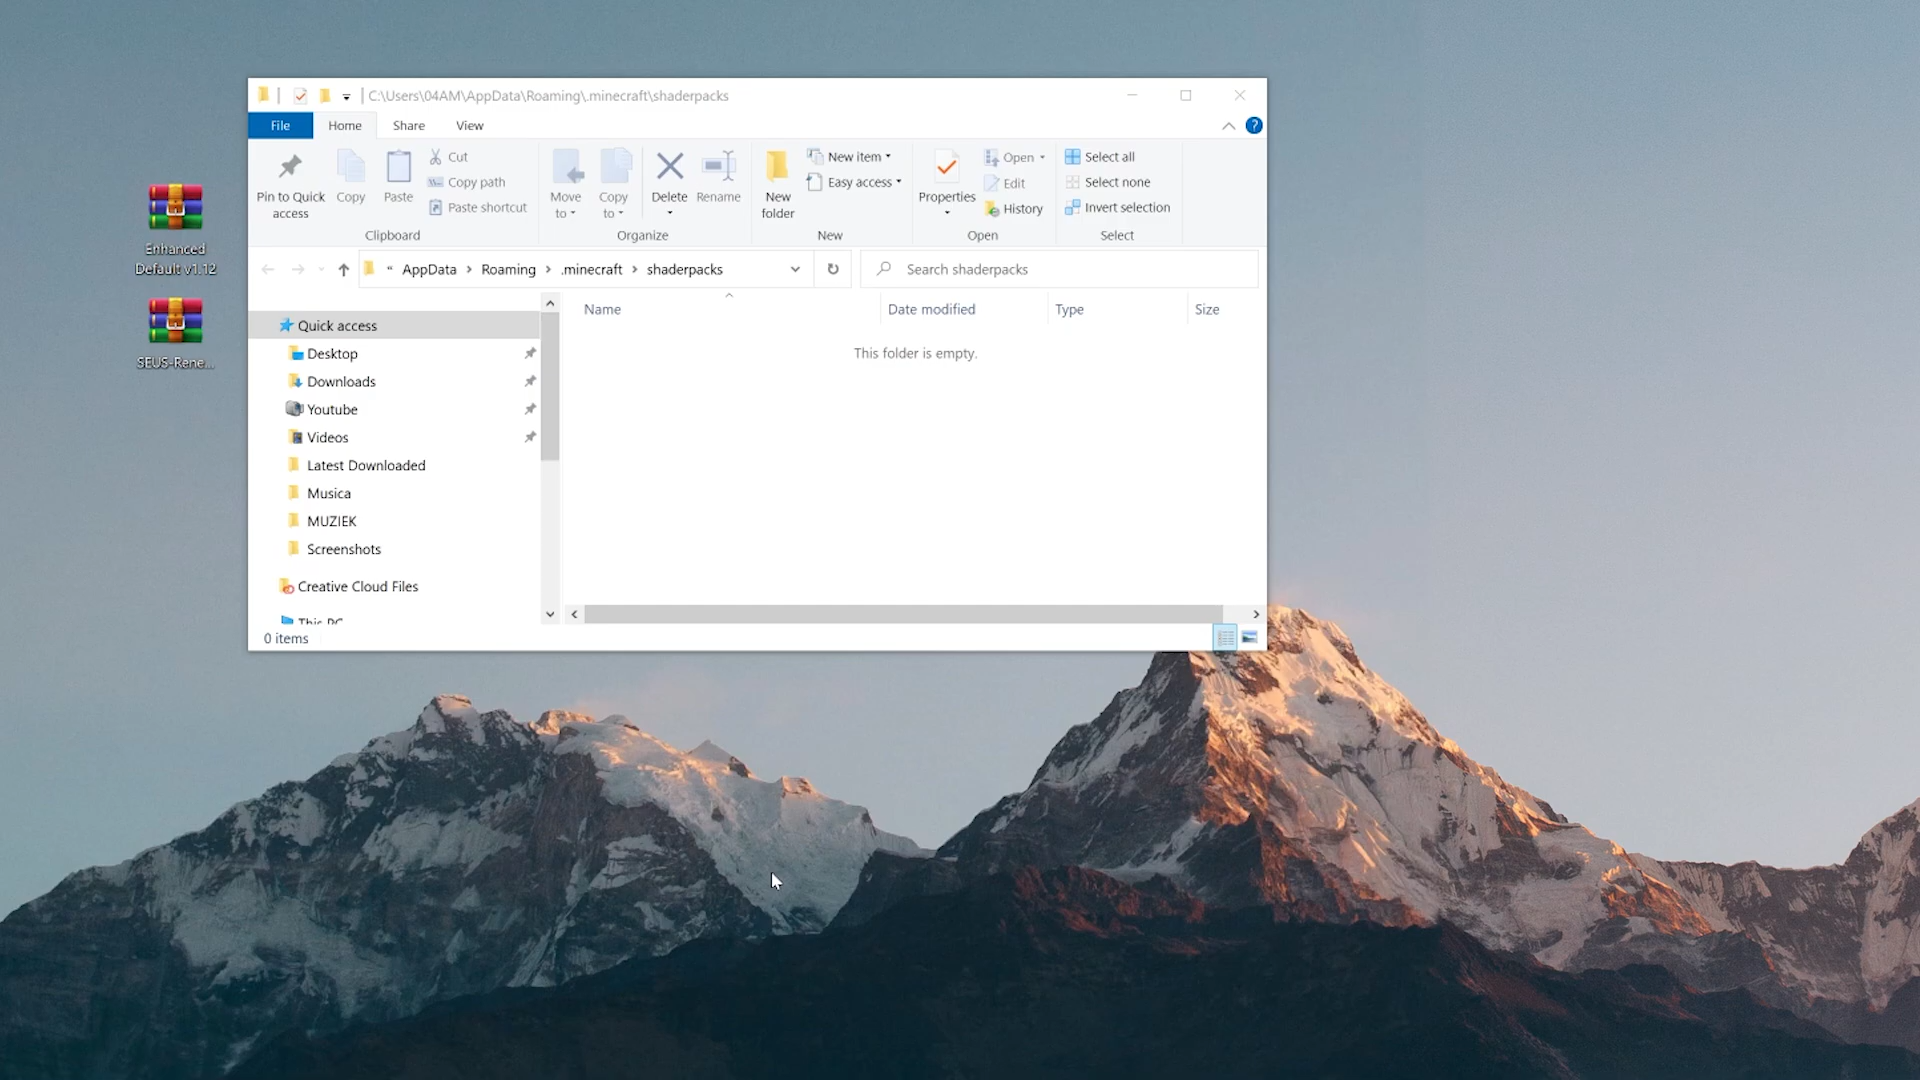 C:\Users\04AM\AppData\Roaming\.minecraft\shaderpacks
File Home Share View
?
Pin to Quick access
Copy
Paste
Cut
Copy path
Paste shortcut
Clipboard
Move to
Copy to
Delete
Rename
Organize
New folder
New item
Easy access
New
Properties
Open
Edit
History
Open
Select all
Select none
Invert selection
Select
« AppData > Roaming > .minecraft > shaderpacks
Search shaderpacks
Name Date modified Type Size
This folder is empty.
Quick access
Desktop
Downloads
Youtube
Videos
Latest Downloaded
Musica
MUZIEK
Screenshots
Creative Cloud Files
This PC
0 items
Enhanced
Default v1.12
SEUS-Rene...